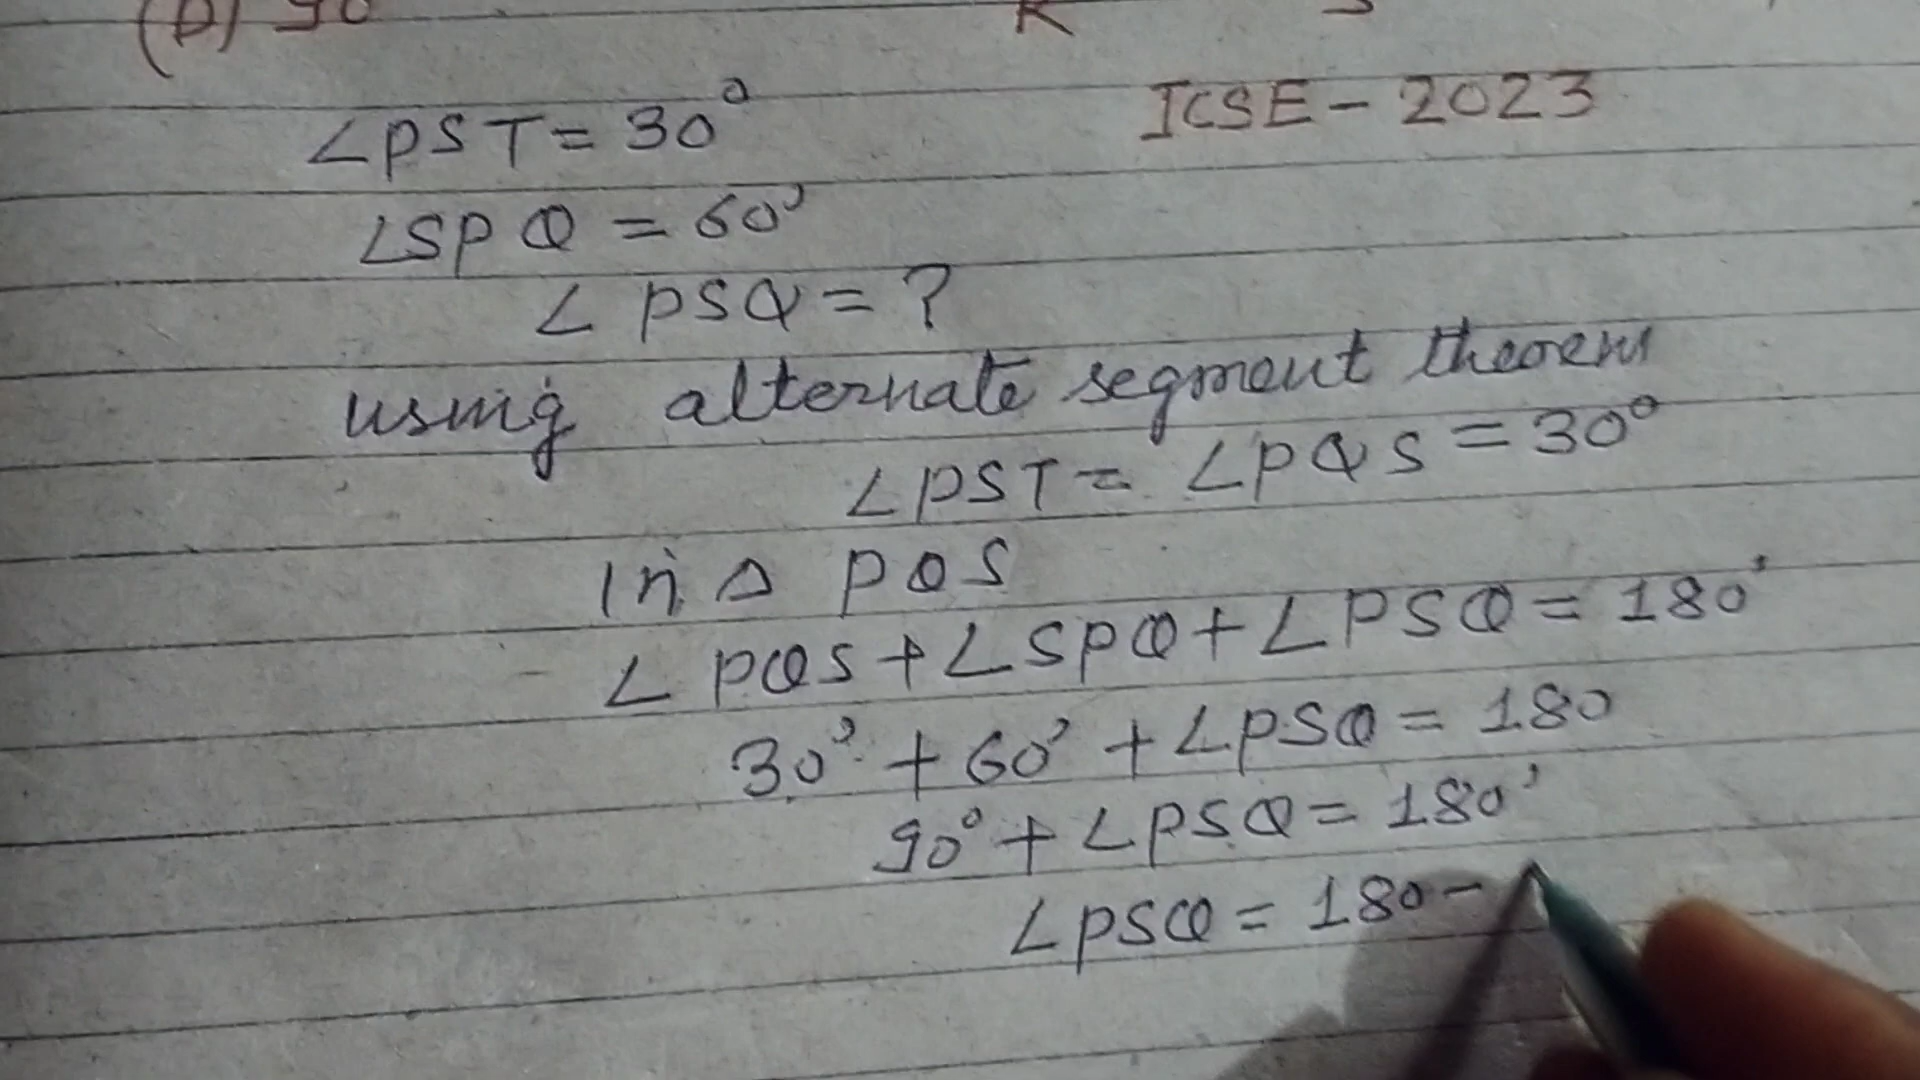 (D) 90
R S
∠PST = 30°
ICSE - 2023
∠SPQ = 60°
∠PSQ = ?
using alternate segment theorem
∠PST = ∠PQS = 30°
In △ PQS
∠PQS + ∠SPQ + ∠PSQ = 180°
30° + 60° + ∠PSQ = 180
90° + ∠PSQ = 180°
∠PSQ = 180 -